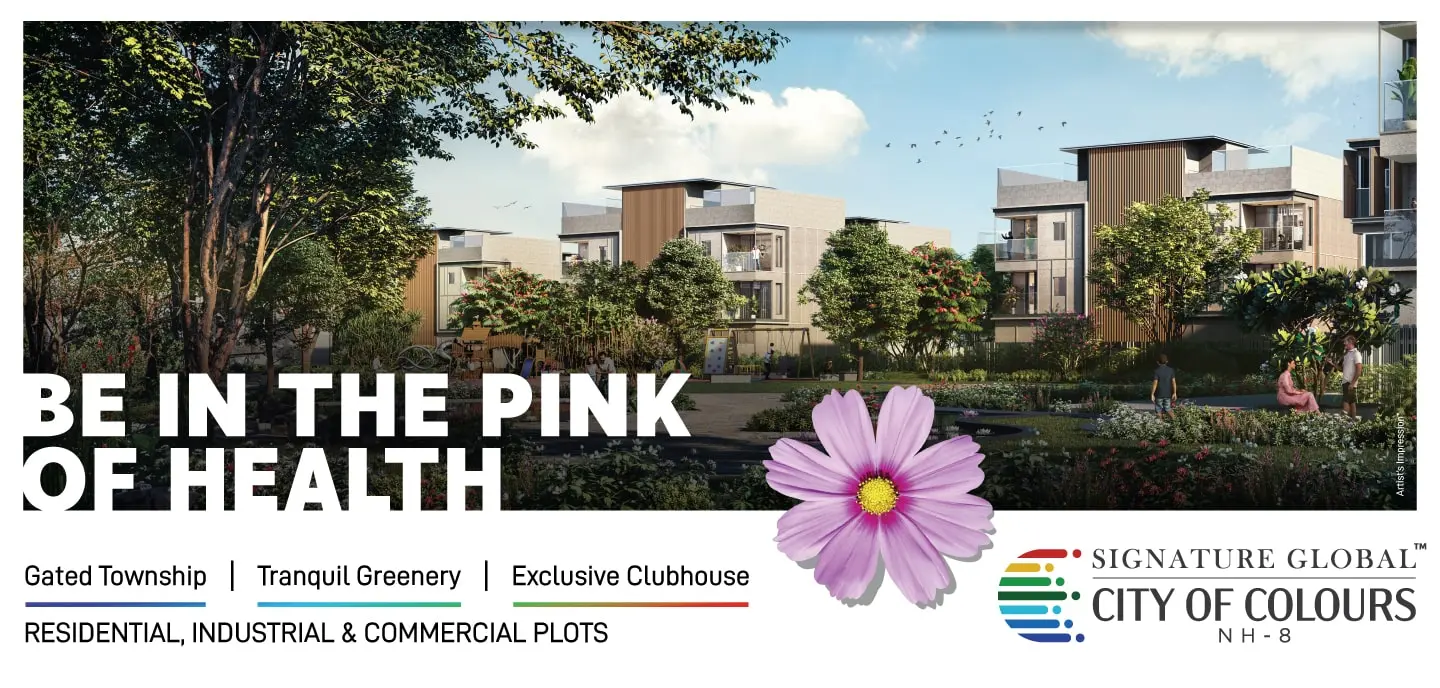 BE IN THE PINK
OF HEALTH
Artist's Impression
Gated Township | Tranquil Greenery | Exclusive Clubhouse
RESIDENTIAL, INDUSTRIAL & COMMERCIAL PLOTS
SIGNATURE GLOBAL™
CITY OF COLOURS
NH-8